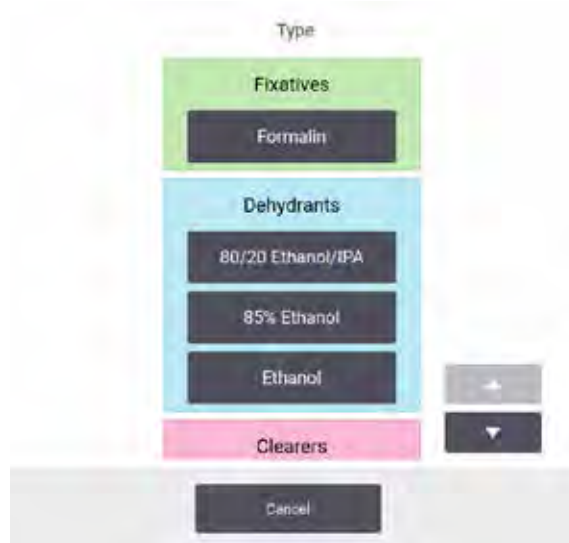 Type
Fixatives
Formalin
Dehydrants
80/20 Ethanol/IPA
85% Ethanol
Ethanol
Clearers
Cancel